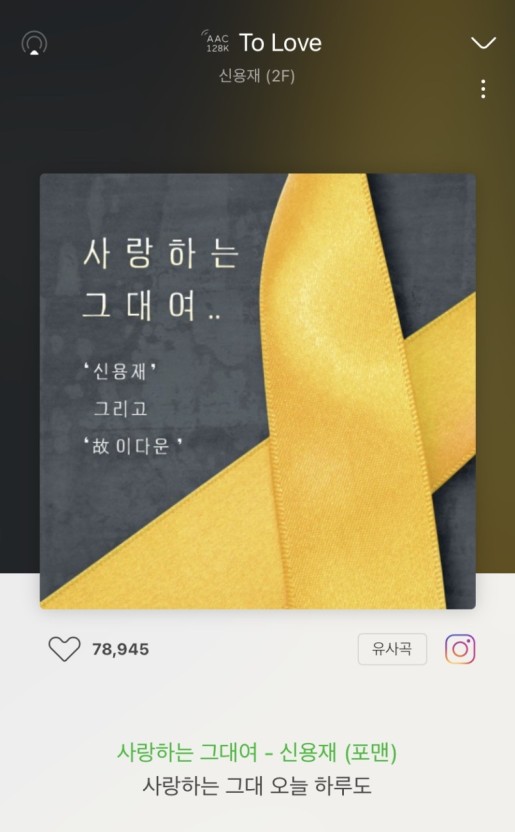 AAC
128K
To Love
신용재 (2F)
사랑하는
그대여..
‘신용재’
그리고
‘故 이다운 ’
78,945
유사곡
사랑하는 그대여 - 신용재 (포맨)
사랑하는 그대 오늘 하루도